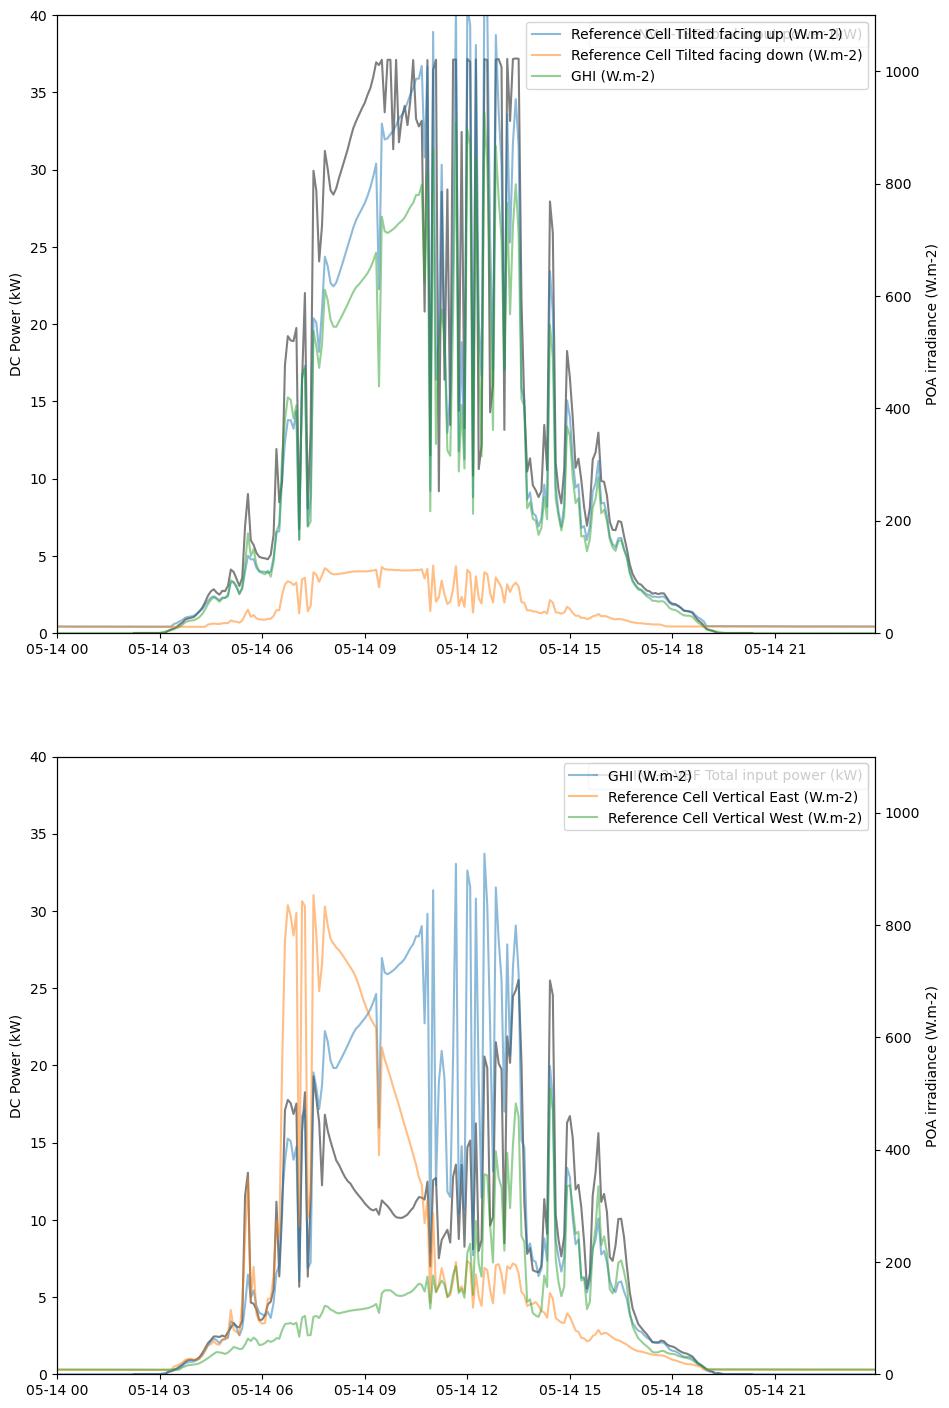 40
35
30
25
20
15
10
5
0
DC Power (kW)
Reference Cell Tilted facing up (W.m-2)
Reference Cell Tilted facing down (W.m-2)
GHI (W.m-2)
1000
800
600
400
200
0
POA irradiance (W.m-2)
05-14 00 05-14 03 05-14 06 05-14 09 05-14 12 05-14 15 05-14 18 05-14 21
40
35
30
25
20
15
10
5
0
DC Power (kW)
Total input power (kW)
GHI (W.m-2)
Reference Cell Vertical East (W.m-2)
Reference Cell Vertical West (W.m-2)
1000
800
600
400
200
0
POA irradiance (W.m-2)
05-14 00 05-14 03 05-14 06 05-14 09 05-14 12 05-14 15 05-14 18 05-14 21